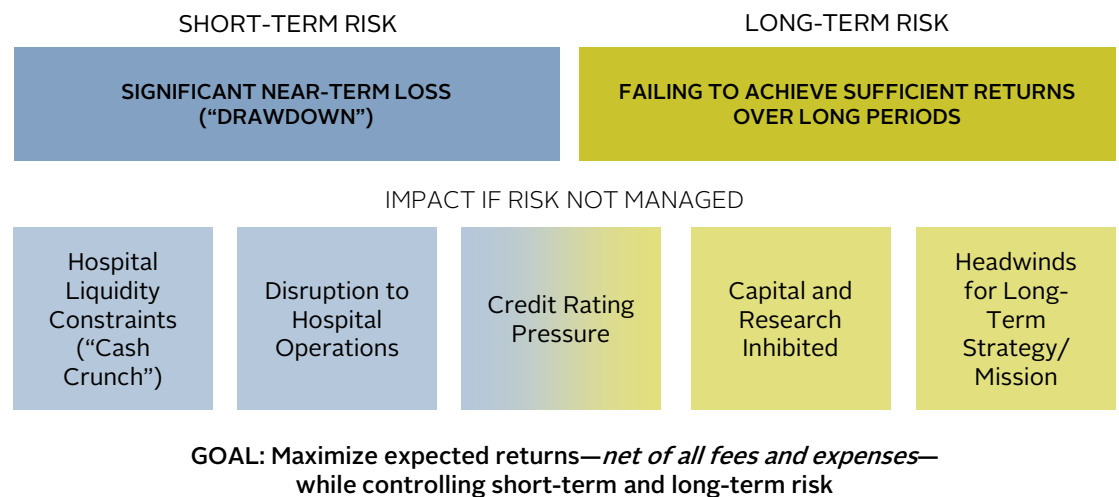 SHORT-TERM RISK
LONG-TERM RISK
SIGNIFICANT NEAR-TERM LOSS
(“DRAWDOWN”)
FAILING TO ACHIEVE SUFFICIENT RETURNS
OVER LONG PERIODS
IMPACT IF RISK NOT MANAGED
Hospital
Liquidity
Constraints
(“Cash
Crunch”)
Disruption to
Hospital
Operations
Credit Rating
Pressure
Capital and
Research
Inhibited
Headwinds
for Long-
Term
Strategy/
Mission
GOAL: Maximize expected returns—net of all fees and expenses—
while controlling short-term and long-term risk